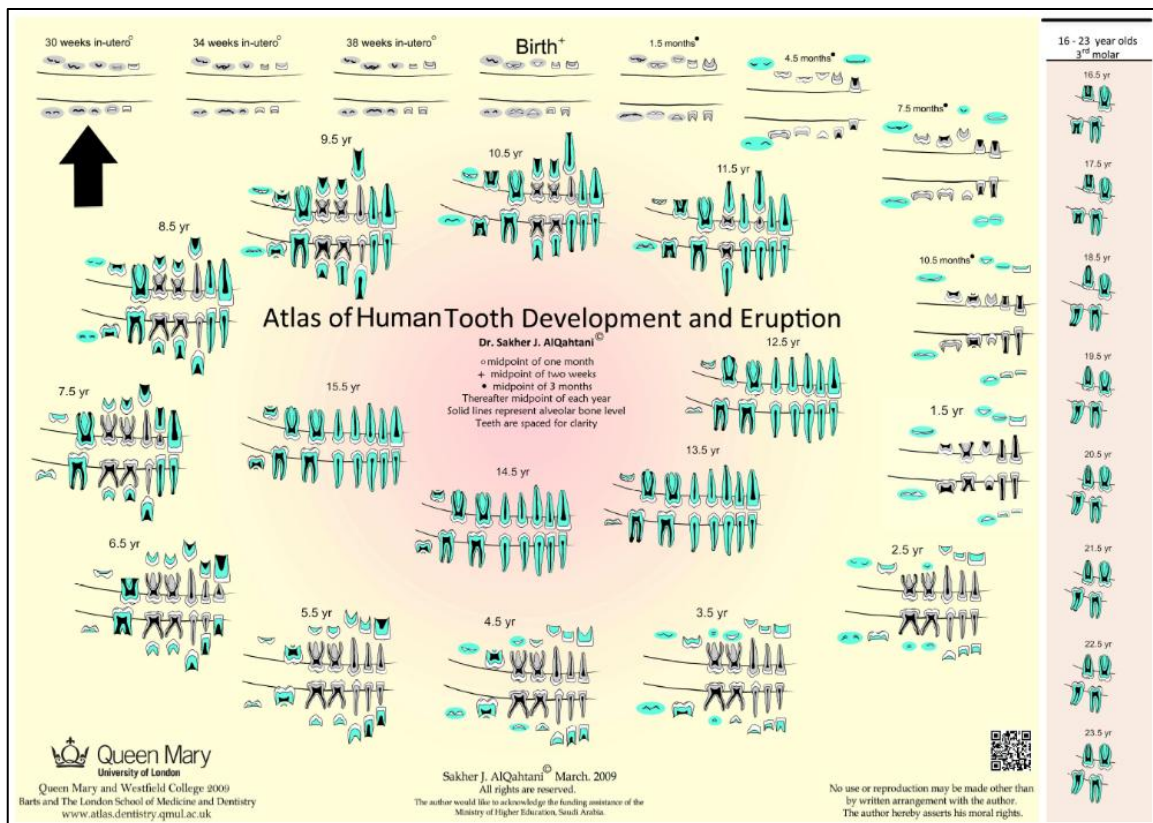 30 weeks in-utero○
34 weeks in-utero○
38 weeks in-utero○
Birth+
1.5 months●
4.5 months●
7.5 months●
10.5 months●
1.5 yr
2.5 yr
3.5 yr
4.5 yr
5.5 yr
6.5 yr
7.5 yr
8.5 yr
9.5 yr
10.5 yr
11.5 yr
Atlas of Human Tooth Development and Eruption
Dr. Sakher J. AlQahtani©
○ midpoint of one month
+ midpoint of two weeks
● midpoint of 3 months
Thereafter midpoint of each year
Solid lines represent alveolar bone level
Teeth are spaced for clarity
12.5 yr
13.5 yr
14.5 yr
15.5 yr
16 - 23 year olds
3rd molar
16.5 yr
17.5 yr
18.5 yr
19.5 yr
20.5 yr
21.5 yr
22.5 yr
23.5 yr
Queen Mary
University of London
Queen Mary and Westfield College 2009
Barts and The London School of Medicine and Dentistry
www.atlas.dentistry.qmul.ac.uk
Sakher J. AlQahtani© March. 2009
All rights are reserved.
The author would like to acknowledge the funding assistance of the
Ministry of Higher Education, Saudi Arabia.
No use or reproduction may be made other than
by written arrangement with the author.
The author hereby asserts his moral rights.